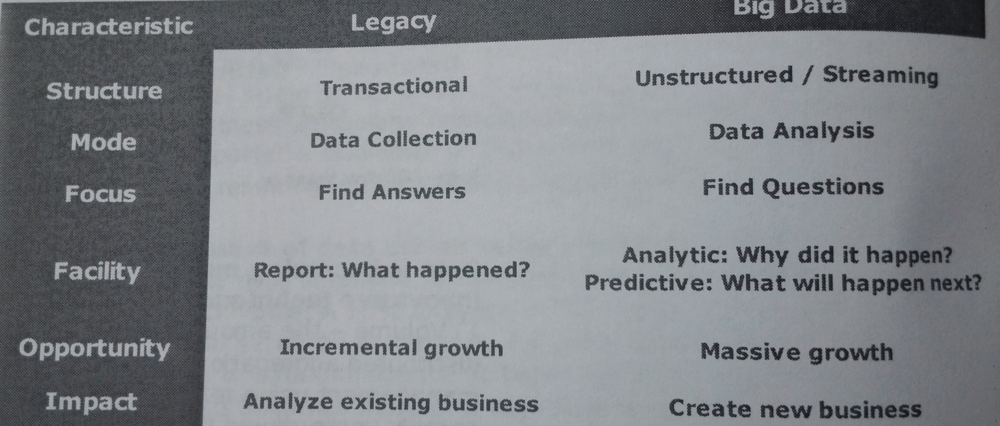 Characteristic Legacy Big Data
Structure Transactional Unstructured / Streaming
Mode Data Collection Data Analysis
Focus Find Answers Find Questions
Analytic: Why did it happen?
Facility Report: What happened?
Predictive: What will happen next?
Opportunity Incremental growth Massive growth
Impact Analyze existing business Create new business